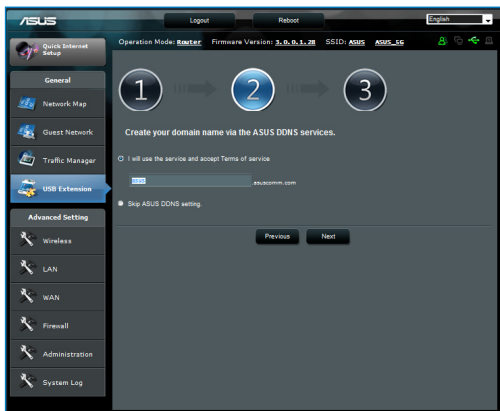 ASUS
Logout
Reboot
English
Quick Internet Setup
Operation Mode: Router Firmware Version: 3.0.0.1.28 SSID: ASUS ASUS_5G
General
Network Map
Guest Network
Traffic Manager
USB Extension
Advanced Setting
Wireless
LAN
WAN
Firewall
Administration
System Log
1
2
3
Create your domain name via the ASUS DDNS services.
I will use the service and accept Terms of service
.asuscomm.com
Skip ASUS DDNS setting.
Previous
Next